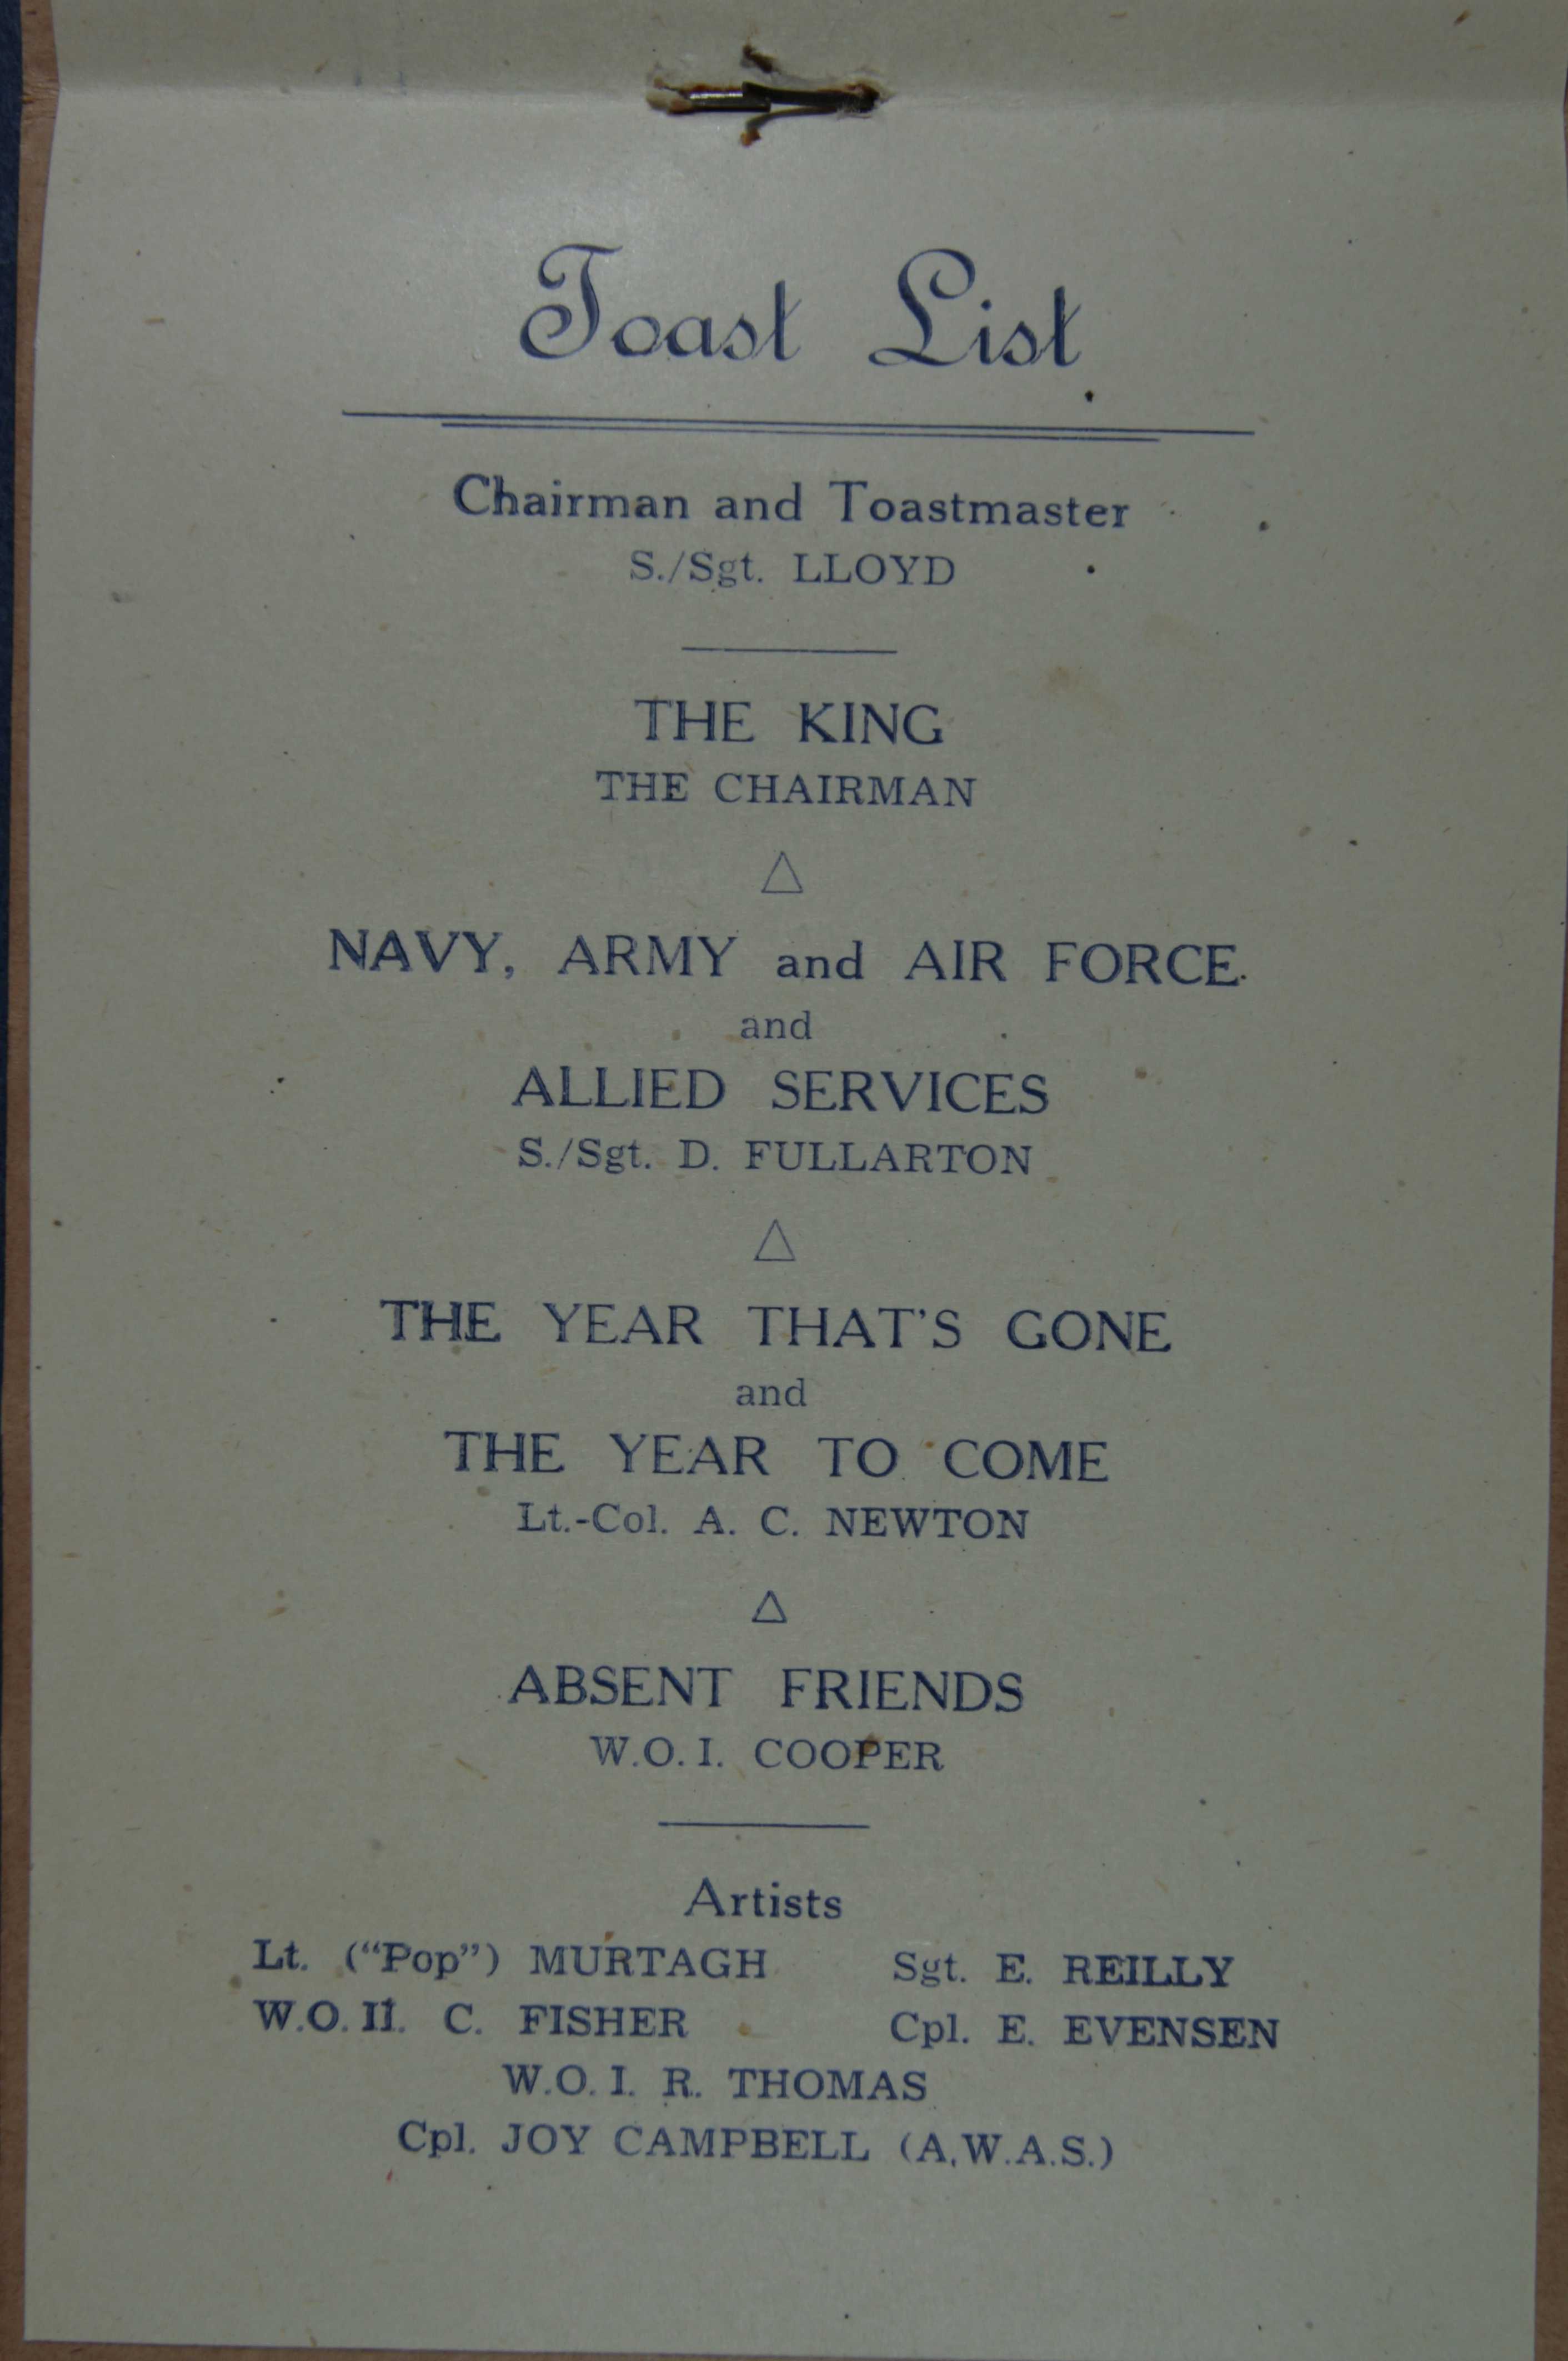 Toast List
Chairman and Toastmaster
S./Sgt. LLOYD
THE KING
THE CHAIRMAN
NAVY, ARMY and AIR FORCE
and
ALLIED SERVICES
S./Sgt. D. FULLARTON
THE YEAR THAT'S GONE
and
THE YEAR TO COME
Lt.-Col. A. C. NEWTON
ABSENT FRIENDS
W.O. I. COOPER
Artists
Lt. (“Pop”) MURTAGH Sgt. E. REILLY
W.O. II. C. FISHER Cpl. E. EVENSEN
W.O. I. R. THOMAS
Cpl. JOY CAMPBELL (A.W.A.S.)